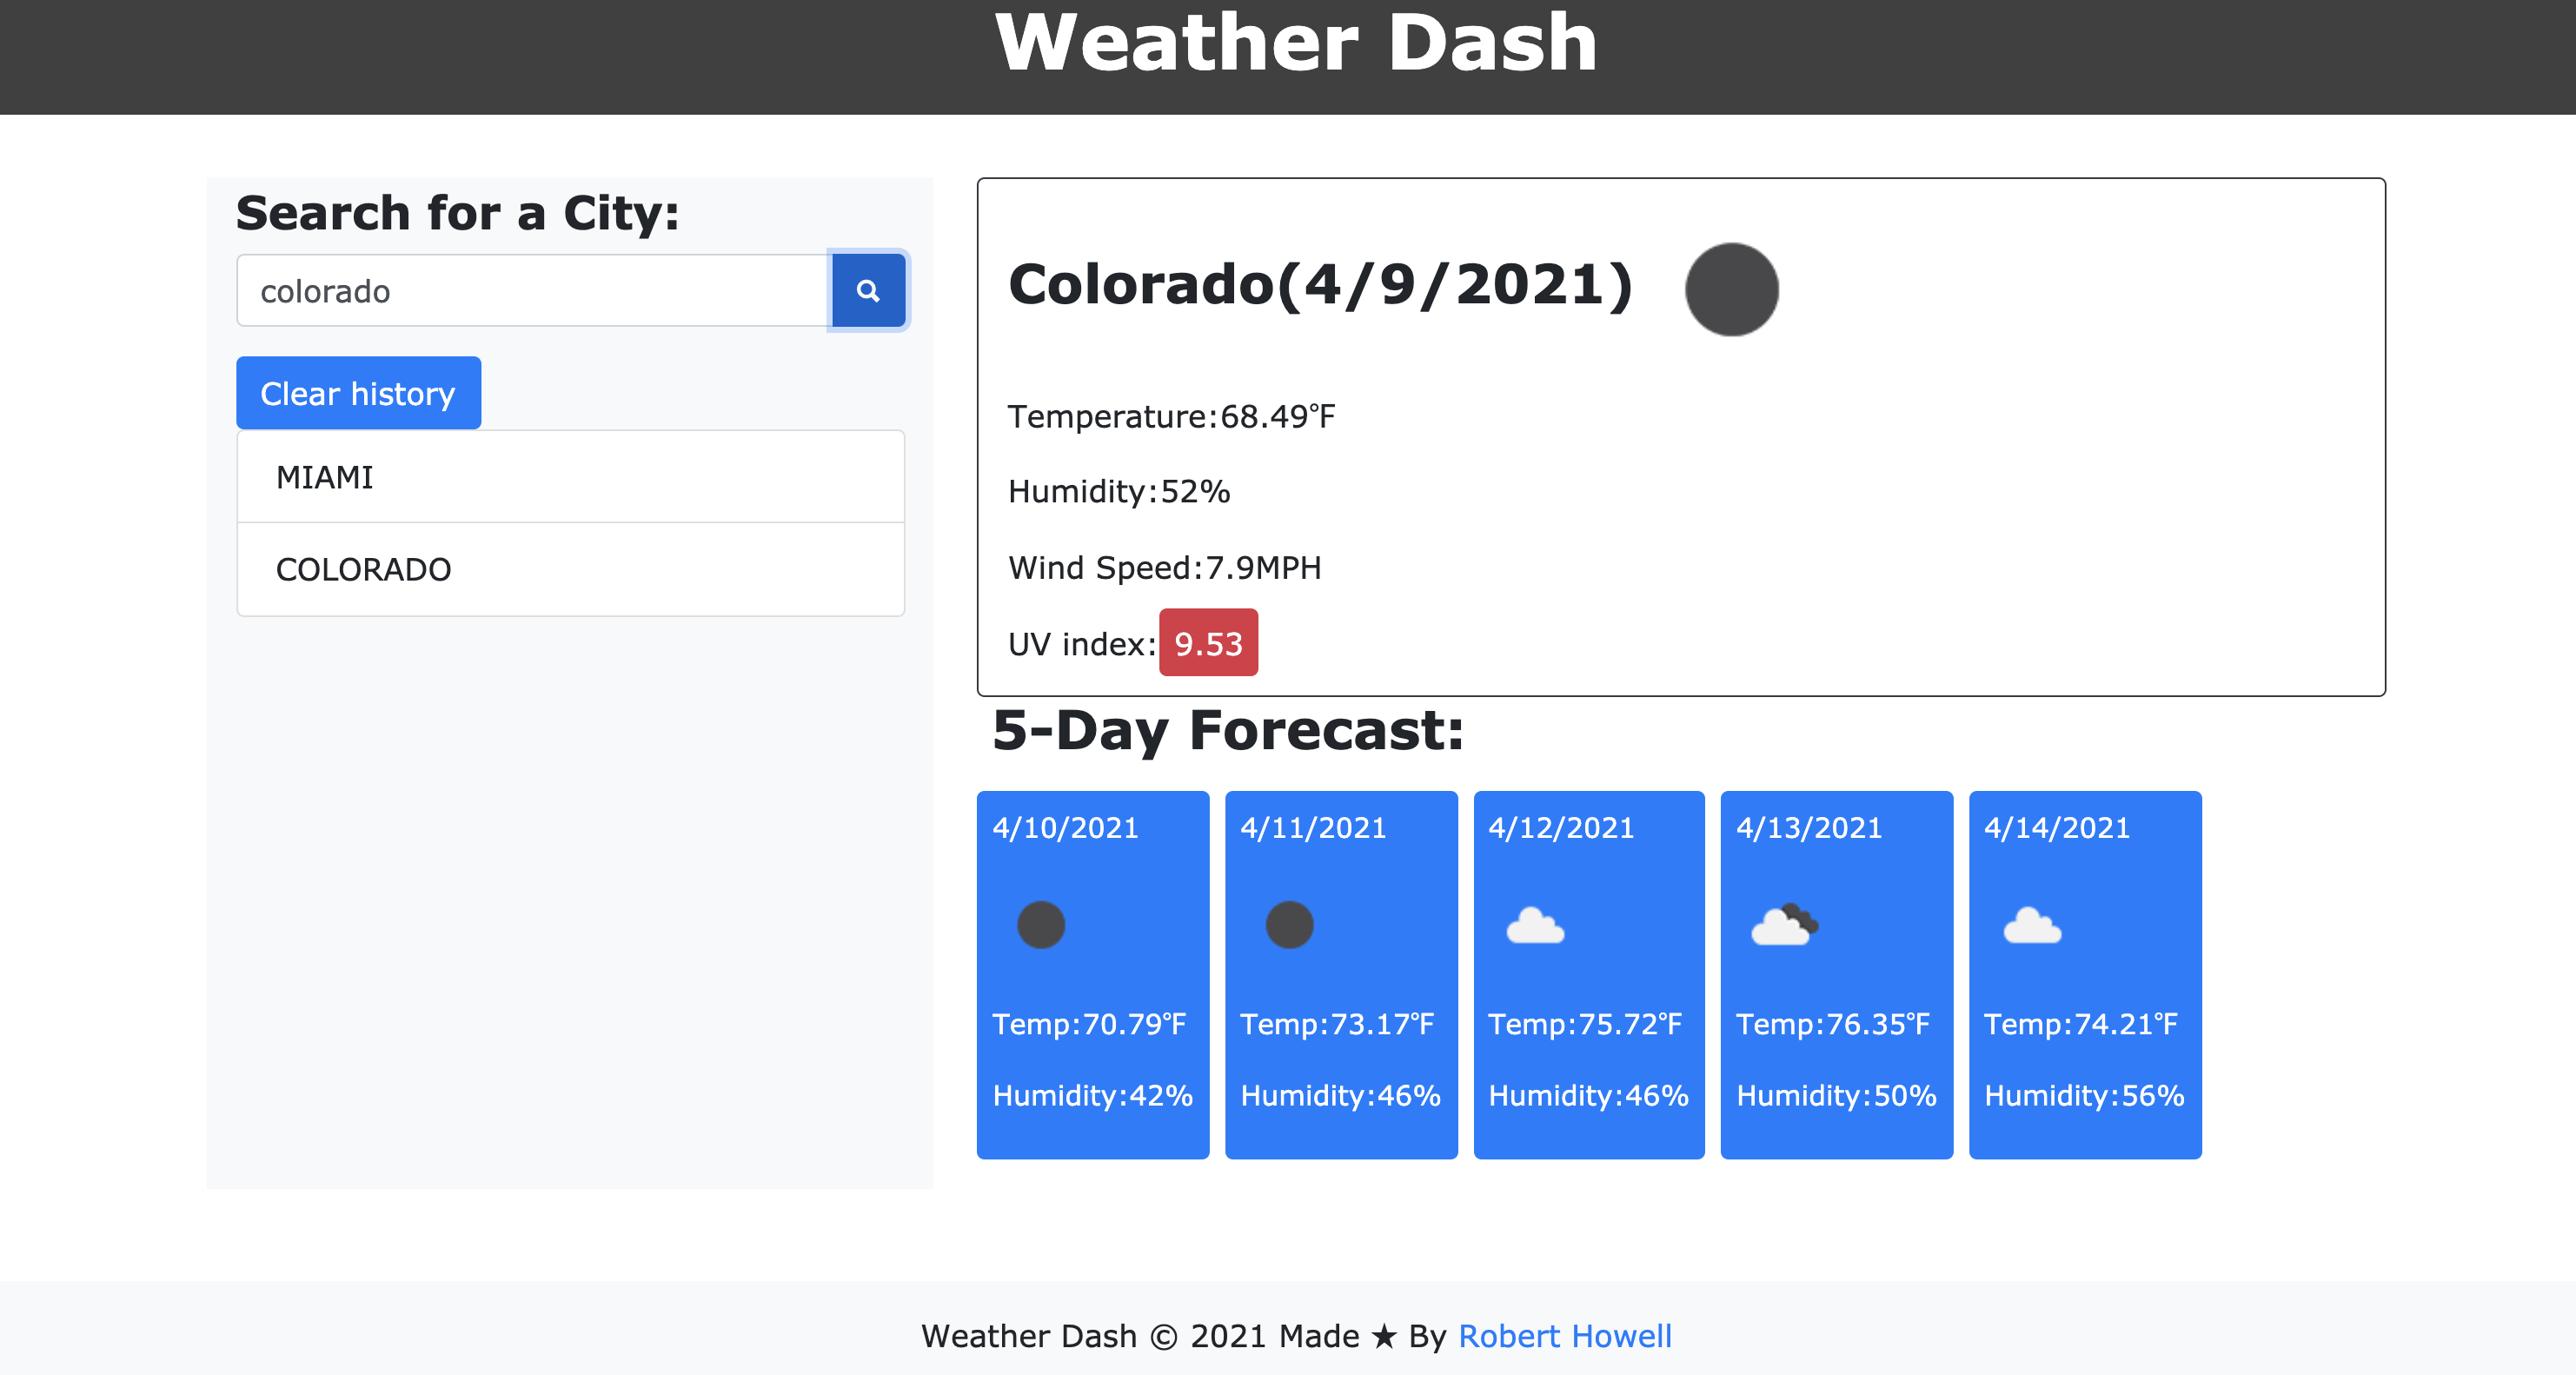 Weather Dash
Search for a City:
colorado
Clear history
MIAMI
COLORADO
Colorado(4/9/2021)
Temperature:68.49°F
Humidity:52%
Wind Speed:7.9MPH
UV index:9.53
5-Day Forecast:
4/10/2021
Temp:70.79°F
Humidity:42%
4/11/2021
Temp:73.17°F
Humidity:46%
4/12/2021
Temp:75.72°F
Humidity:46%
4/13/2021
Temp:76.35°F
Humidity:50%
4/14/2021
Temp:74.21°F
Humidity:56%
Weather Dash © 2021 Made ★ By Robert Howell